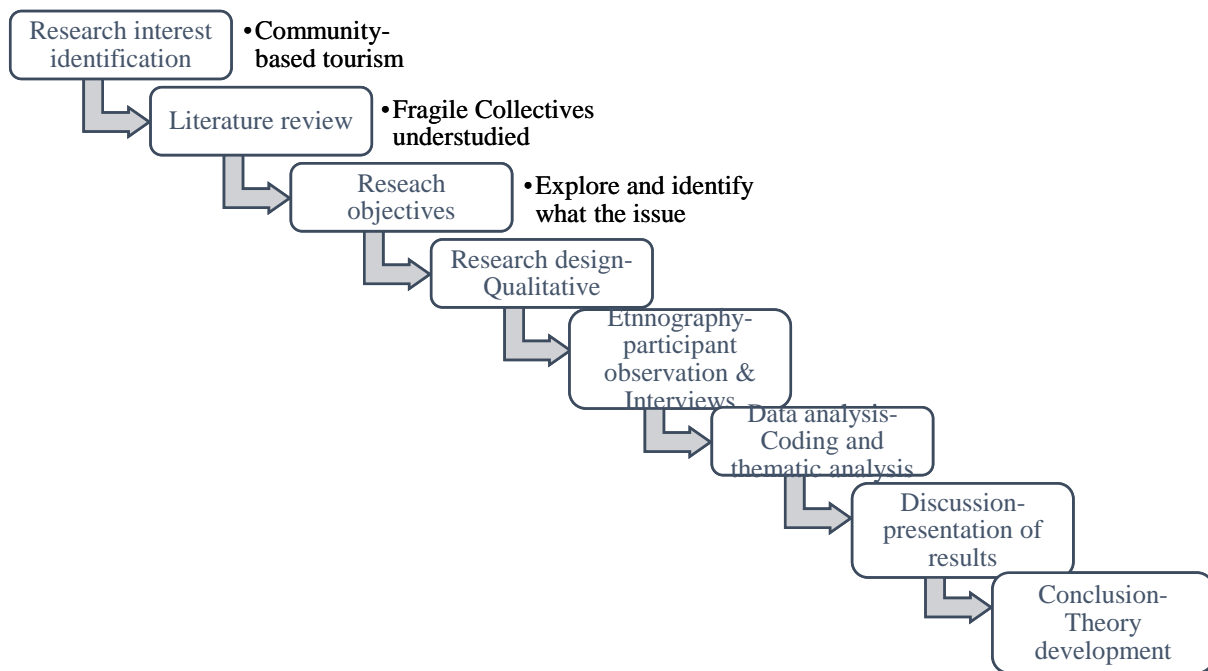 Research interest
identification
•Community-
based tourism
Literature review
•Fragile Collectives
understudied
Reseach
objectives
•Explore and identify
what the issue
Research design-
Qualitative
Etnnography-
participant
observation &
Interviews
Data analysis-
Coding and
thematic analysis
Discussion-
presentation of
results
Conclusion-
Theory
development